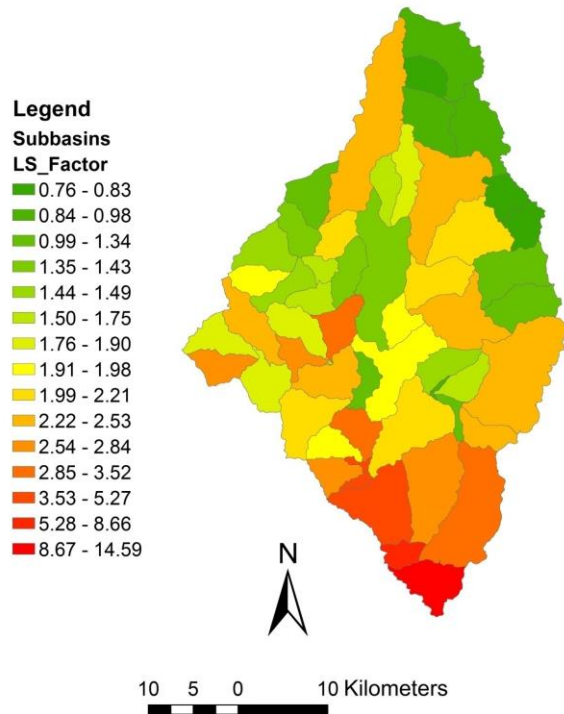 Legend
Subbasins
LS_Factor
0.76 - 0.83
0.84 - 0.98
0.99 - 1.34
1.35 - 1.43
1.44 - 1.49
1.50 - 1.75
1.76 - 1.90
1.91 - 1.98
1.99 - 2.21
2.22 - 2.53
2.54 - 2.84
2.85 - 3.52
3.53 - 5.27
5.28 - 8.66
8.67 - 14.59
N
10 5 0 10 Kilometers